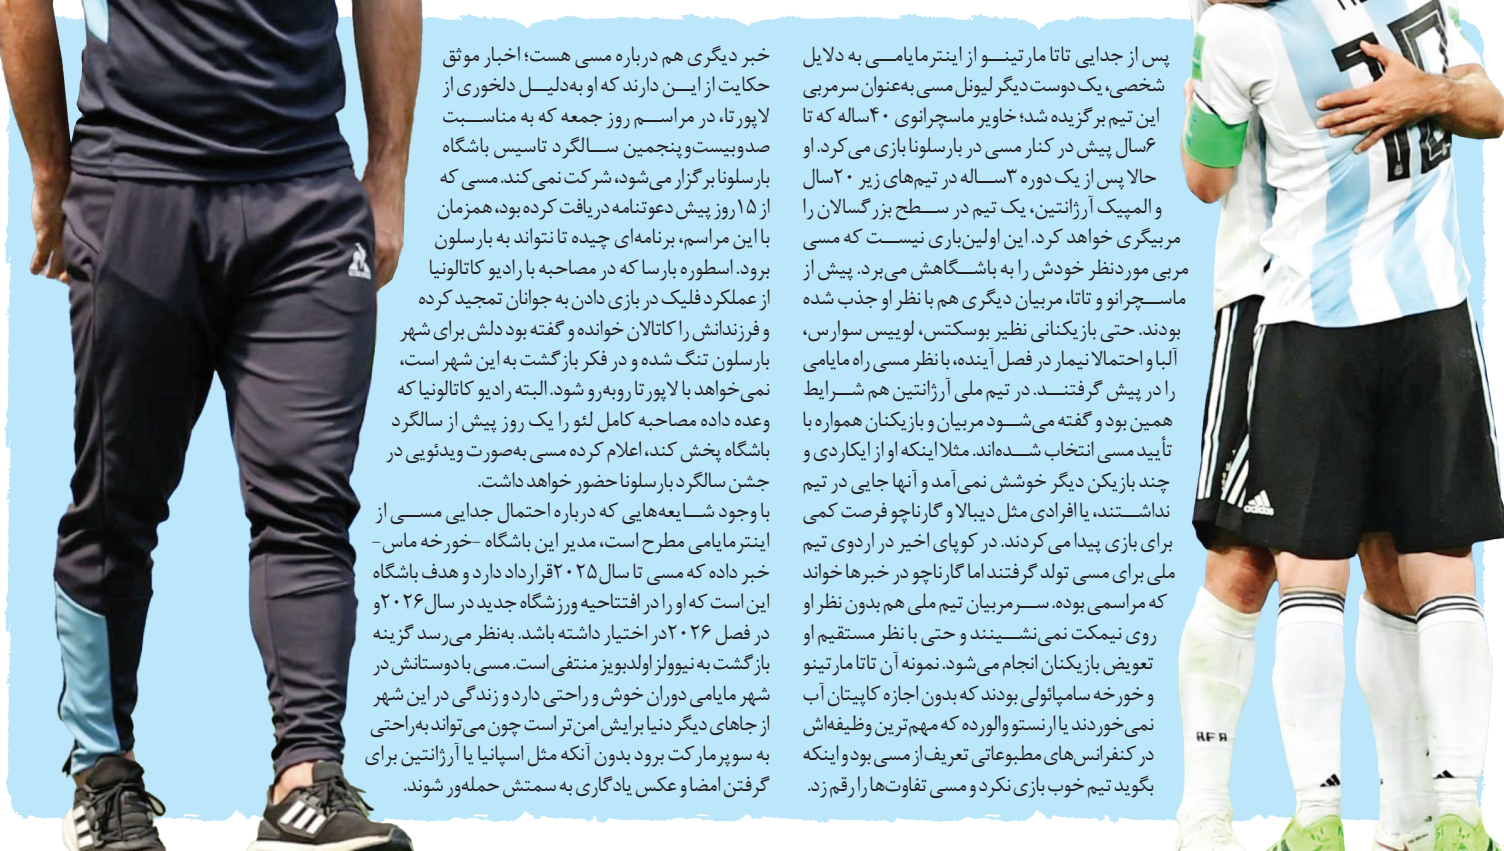 پس از جدایی تاتا مارتینو از اینترمایامی به دلایل
شخصی، یک دوست دیگر لیونل مسی به‌عنوان سرمربی
این تیم برگزیده شد؛ خاویر ماسچرانوی ۴۰ساله که تا
۶سال پیش در کنار مسی در بارسلونا بازی می‌کرد. او
حالا پس از یک دوره ۳ساله در تیم‌های زیر ۲۰سال
و المپیک آرژانتین، یک تیم در سطح بزرگسالان را
مربیگری خواهد کرد. این اولین‌باری نیست که مسی
مربی موردنظر خودش را به باشگاهش می‌برد. پیش از
ماسچرانو و تاتا، مربیان دیگری هم با نظر او جذب شده
بودند. حتی بازیکنانی نظیر بوسکتس، لوییس سوارس،
آلبا و احتمالا نیمار در فصل آینده، با نظر مسی راه مایامی
را در پیش گرفتند. در تیم ملی آرژانتین هم شرایط
همین بود و گفته می‌شود مربیان و بازیکنان همواره با
تأیید مسی انتخاب شده‌اند. مثلا اینکه او از ایکاردی و
چند بازیکن دیگر خوشش نمی‌آمد و آنها جایی در تیم
نداشتند، یا افرادی مثل دیبالا و گارناچو فرصت کمی
برای بازی پیدا می‌کردند. در کوپای اخیر در اردوی تیم
ملی برای مسی تولد گرفتند اما گارناچو در خبرها خواند
که مراسمی بوده. سرمربیان تیم ملی هم بدون نظر او
روی نیمکت نمی‌نشینند و حتی با نظر مستقیم او
تعویض بازیکنان انجام می‌شود. نمونه آن تاتا مارتینو
و خورخه سامپائولی بودند که بدون اجازه کاپیتان آب
نمی‌خوردند یا ارنستو والورده که مهم‌ترین وظیفه‌اش
در کنفرانس‌های مطبوعاتی تعریف از مسی بود و اینکه
بگوید تیم خوب بازی نکرد و مسی تفاوت‌ها را رقم زد.
خبر دیگری هم درباره مسی هست؛ اخبار موثق
حکایت از این دارند که او به‌دلیل دلخوری از
لاپورتا، در مراسم روز جمعه که به مناسبت
صدوبیست‌وپنجمین سالگرد تاسیس باشگاه
بارسلونا برگزار می‌شود، شرکت نمی‌کند. مسی که
از ۱۵روز پیش دعوتنامه دریافت کرده بود، همزمان
با این مراسم، برنامه‌ای چیده تا نتواند به بارسلون
برود. اسطوره بارسا که در مصاحبه با رادیو کاتالونیا
از عملکرد فلیک در بازی دادن به جوانان تمجید کرده
و فرزندانش را کاتالان خوانده و گفته بود دلش برای شهر
بارسلون تنگ شده و در فکر بازگشت به این شهر است،
نمی‌خواهد با لاپورتا روبه‌رو شود. البته رادیو کاتالونیا که
وعده داده مصاحبه کامل لئو را یک روز پیش از سالگرد
باشگاه پخش کند، اعلام کرده مسی به‌صورت ویدئویی در
جشن سالگرد بارسلونا حضور خواهد داشت.
با وجود شایعه‌هایی که درباره احتمال جدایی مسی از
اینترمایامی مطرح است، مدیر این باشگاه -خورخه ماس-
خبر داده که مسی تا سال ۲۰۲۵قرارداد دارد و هدف باشگاه
این است که او را در افتتاحیه ورزشگاه جدید در سال ۲۰۲۶و
در فصل ۲۰۲۶در اختیار داشته باشد. به‌نظر می‌رسد گزینه
بازگشت به نیوولز اولدبویز منتفی است. مسی با دوستانش در
شهر مایامی دوران خوش و راحتی دارد و زندگی در این شهر
از جاهای دیگر دنیا برایش امن‌تر است چون می‌تواند به‌راحتی
به سوپرمارکت برود بدون آنکه مثل اسپانیا یا آرژانتین برای
گرفتن امضا و عکس یادگاری به سمتش حمله‌ور شوند.
10
adidas
AFA